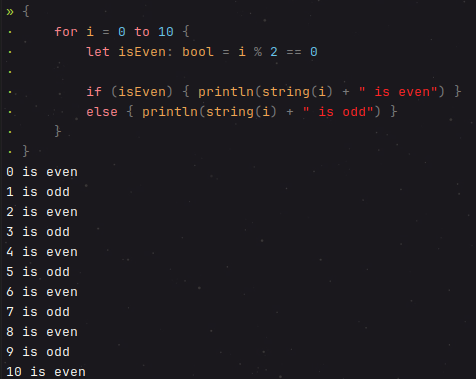 » {
·     for i = 0 to 10 {
·         let isEven: bool = i % 2 == 0
·
·         if (isEven) { println(string(i) + " is even") }
·         else { println(string(i) + " is odd") }
·     }
· }
0 is even
1 is odd
2 is even
3 is odd
4 is even
5 is odd
6 is even
7 is odd
8 is even
9 is odd
10 is even